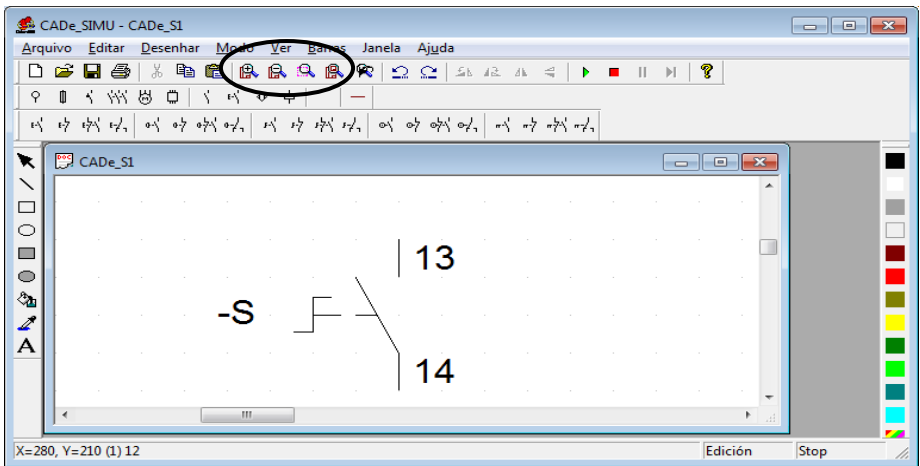 CADe_SIMU - CADe_S1
Arquivo Editar Desenhar Modo Ver Barras Janela Ajuda
CADe_S1
13
-S
14
A
X=280, Y=210 (1) 12 Edición Stop